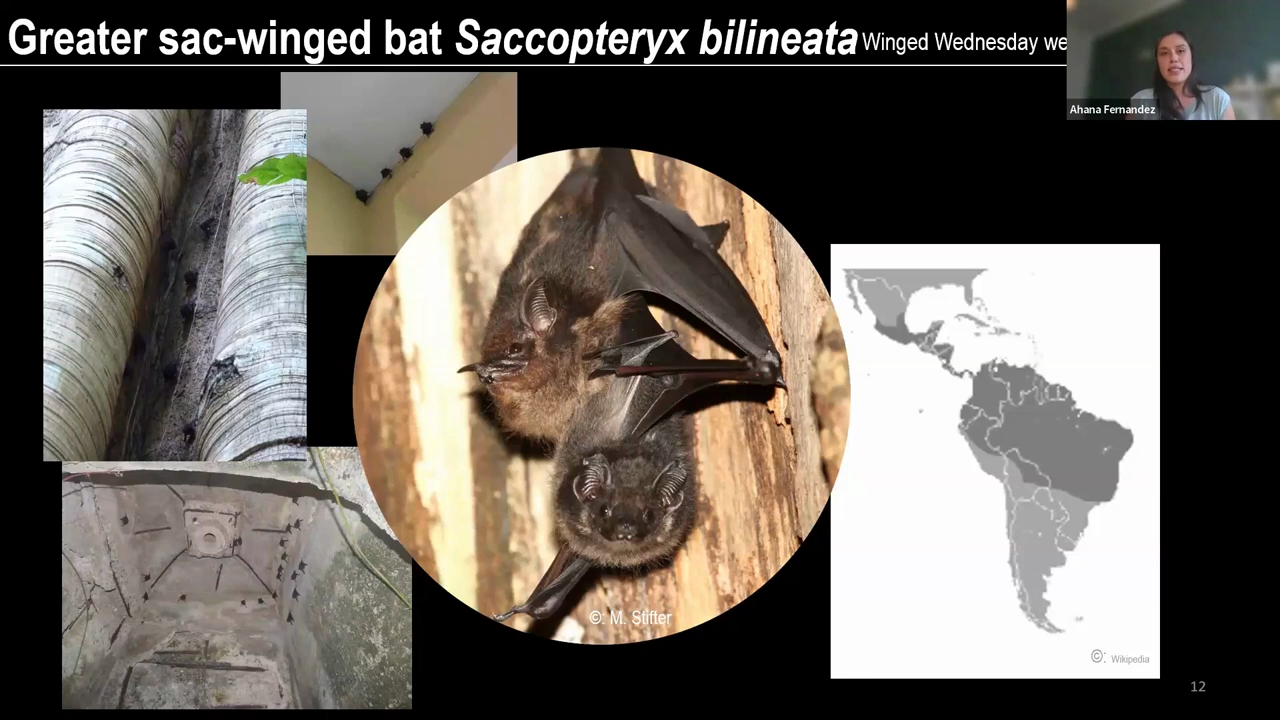 Greater sac-winged bat Saccopteryx bilineata
Winged Wednesday we
Ahana Fernandez
©: M. Stifter
©: Wikipedia
12